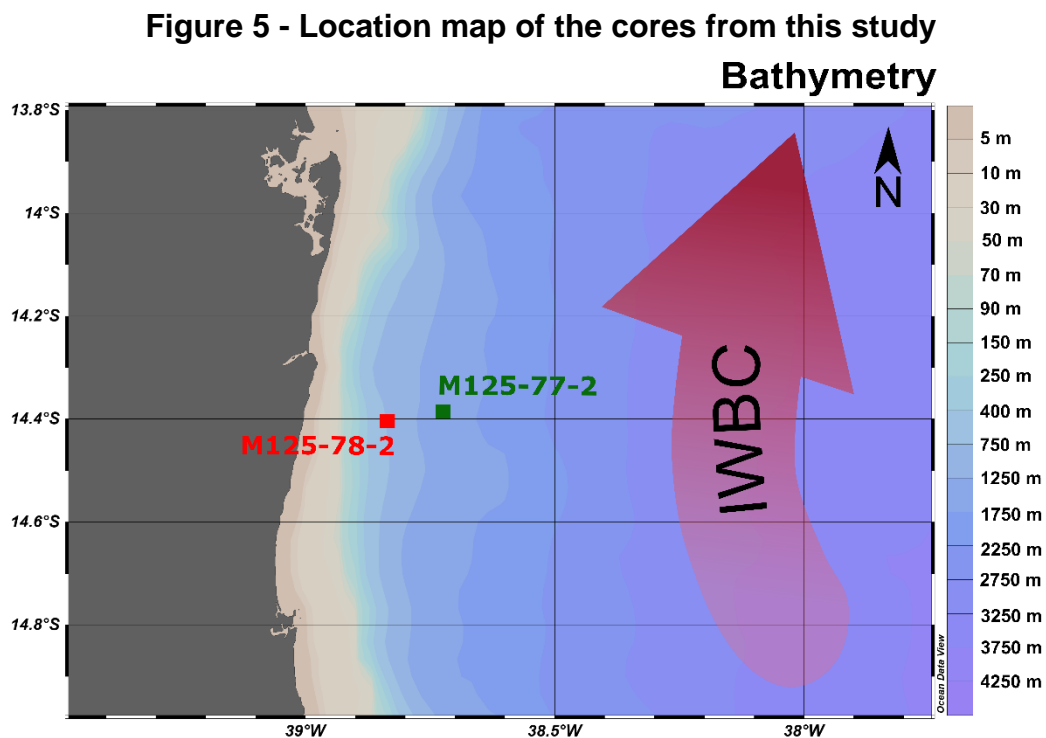 Figure 5 - Location map of the cores from this study
Bathymetry
13.8°S
14°S
14.2°S
14.4°S
14.6°S
14.8°S
39°W
38.5°W
38°W
M125-77-2
M125-78-2
IWBC
N
5 m
10 m
30 m
50 m
70 m
90 m
150 m
250 m
400 m
750 m
1250 m
1750 m
2250 m
2750 m
3250 m
3750 m
4250 m
Ocean Data View